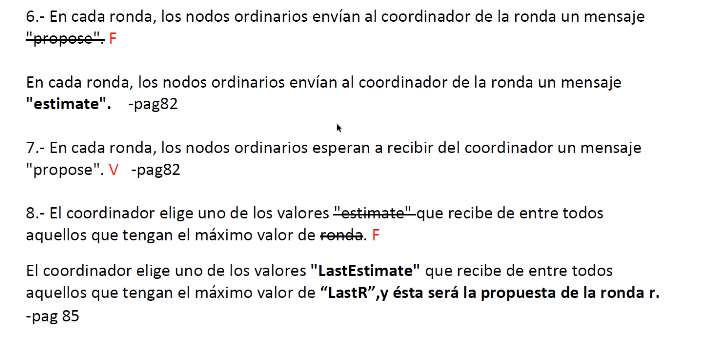 6.- En cada ronda, los nodos ordinarios envían al coordinador de la ronda un mensaje
"propose". F
En cada ronda, los nodos ordinarios envían al coordinador de la ronda un mensaje
"estimate". -pag82
7.- En cada ronda, los nodos ordinarios esperan a recibir del coordinador un mensaje
"propose". V -pag82
8.- El coordinador elige uno de los valores "estimate" que recibe de entre todos
aquellos que tengan el máximo valor de ronda. F
El coordinador elige uno de los valores "LastEstimate" que recibe de entre todos
aquellos que tengan el máximo valor de “LastR”,y ésta será la propuesta de la ronda r.
-pag 85